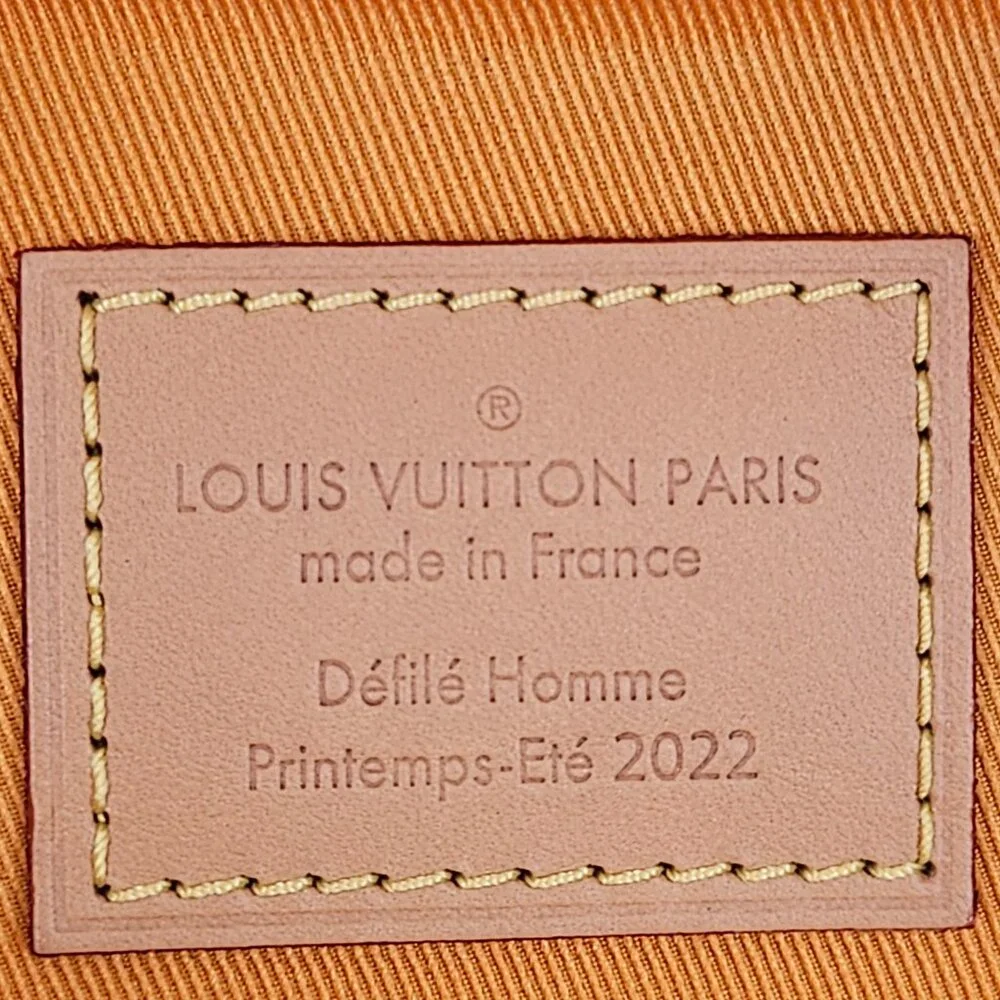 ®
LOUIS VUITTON PARIS
made in France
Défilé Homme
Printemps-Eté 2022